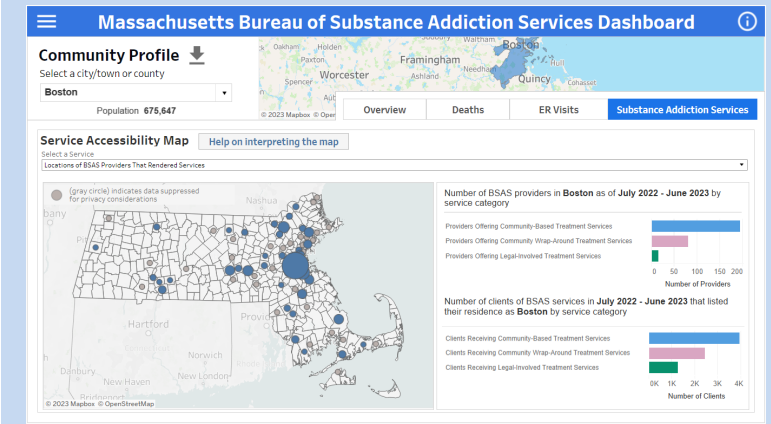 Massachusetts Bureau of Substance Addiction Services Dashboard
Community Profile
Select a city/town or county
Boston
Population 675,647
Oakham Holden
Paxton
Spencer Worcester
Framingham
Ashland
Sudbury Waltham
Boston
Needham
Hull
Quincy
Cohasset
© 2023 Mapbox © Oper
Overview Deaths ER Visits Substance Addiction Services
Service Accessibility Map Help on interpreting the map
Select a Service
Locations of BSAS Providers That Rendered Services
(gray circle) indicates data suppressed
for privacy considerations
Nashua
bany
Hartford
Norwich
Danbury
New Haven
New London
Bridgeport
© 2023 Mapbox © OpenStreetMap
Number of BSAS providers in Boston as of July 2022 - June 2023 by
service category
Providers Offering Community-Based Treatment Services
Providers Offering Community Wrap-Around Treatment Services
Providers Offering Legal-Involved Treatment Services
0 50 100 150 200
Number of Providers
Number of clients of BSAS services in July 2022 - June 2023 that listed
their residence as Boston by service category
Clients Receiving Community-Based Treatment Services
Clients Receiving Community Wrap-Around Treatment Services
Clients Receiving Legal-Involved Treatment Services
0K 1K 2K 3K 4K
Number of Clients